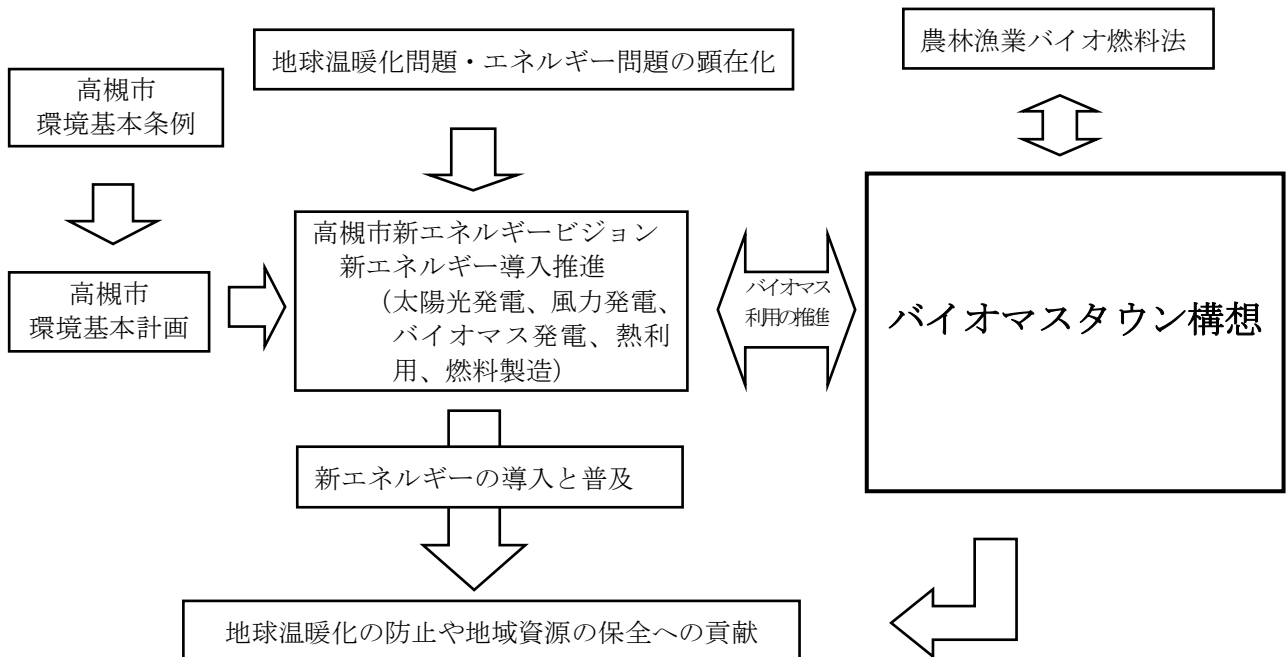 農林漁業バイオ燃料法
地球温暖化問題・エネルギー問題の顕在化
高槻市
環境基本条例
高槻市新エネルギービジョン
新エネルギー導入推進
(太陽光発電、風力発電、
バイオマス発電、熱利
用、燃料製造)
高槻市
環境基本計画
バイオマス
利用の推進
バイオマスタウン構想
新エネルギーの導入と普及
地球温暖化の防止や地域資源の保全への貢献